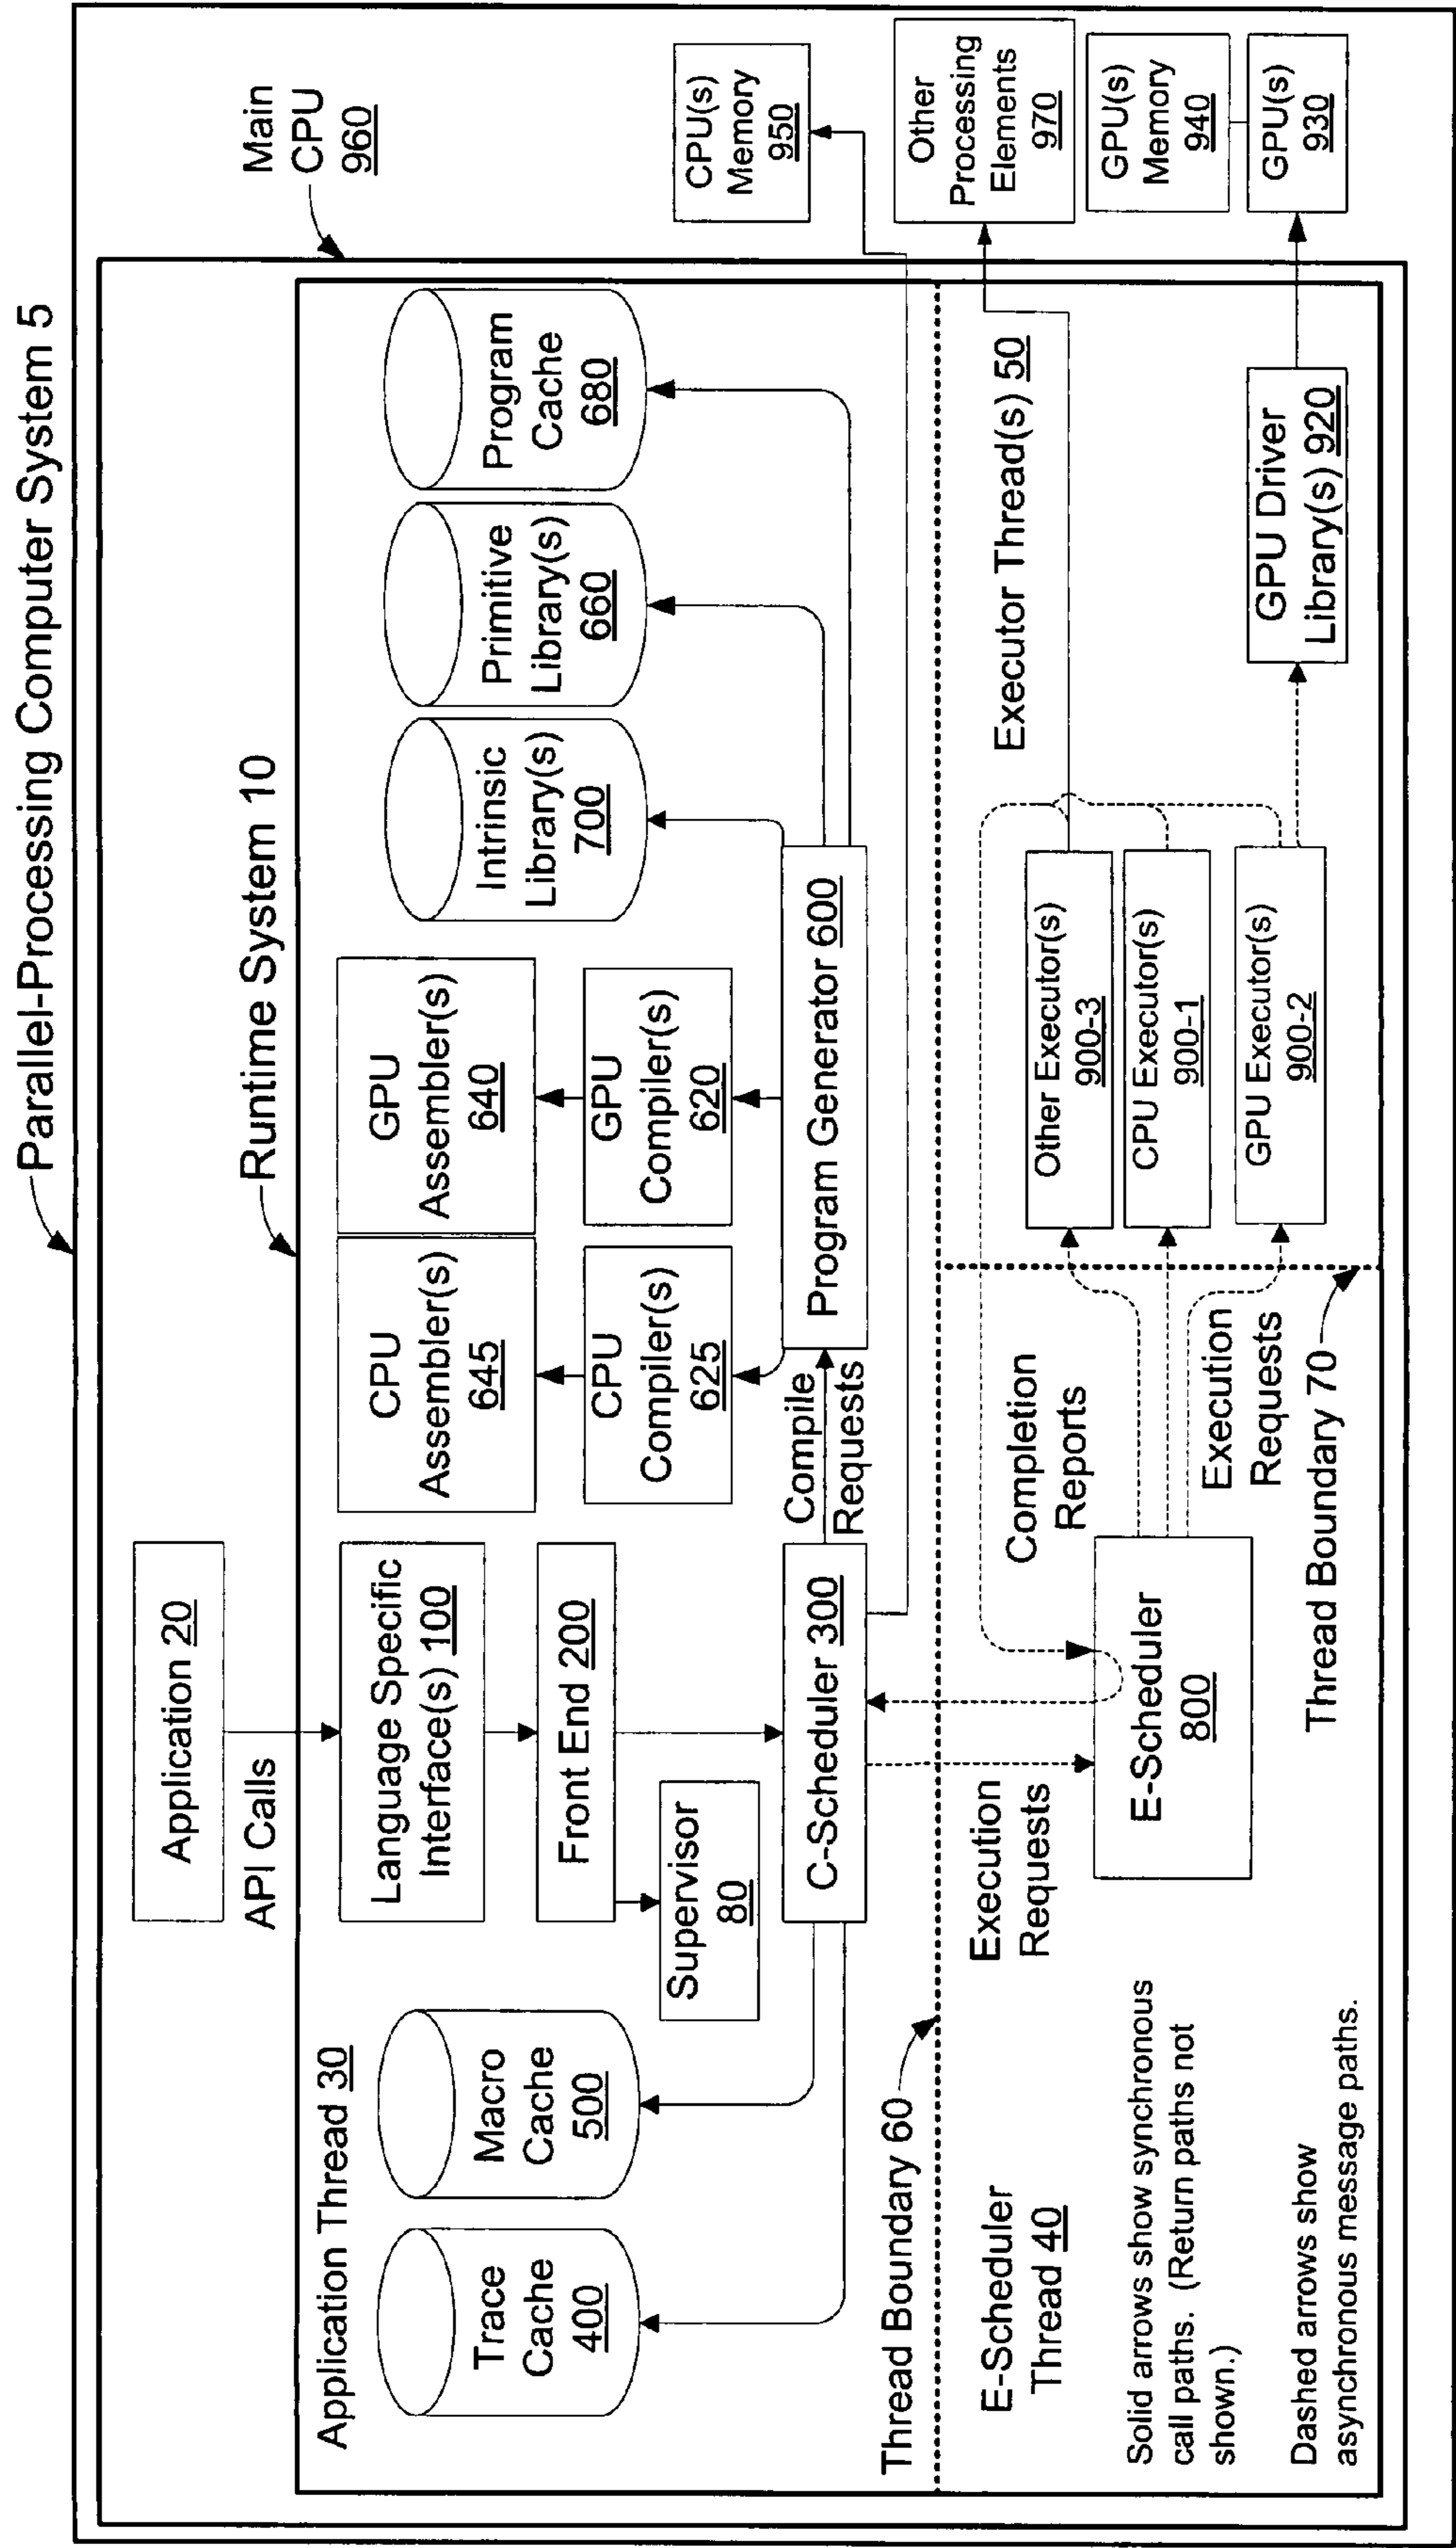 Parallel-Processing Computer System 5
Main
CPU
960
Runtime System 10
Application 20
API Calls
Application Thread 30
Language Specific
Interface(s) 100
Front End 200
Supervisor
80
C-Scheduler 300
Trace
Cache
400
Macro
Cache
500
CPU
Assembler(s)
645
GPU
Assembler(s)
640
CPU
Compiler(s)
625
GPU
Compiler(s)
620
Compile
Requests
Program Generator 600
Intrinsic
Library(s)
700
Primitive
Library(s)
660
Program
Cache
680
CPU(s)
Memory
950
Other
Processing
Elements
970
GPU(s)
Memory
940
GPU(s)
930
Thread Boundary 60
E-Scheduler
Thread 40
Execution
Requests
E-Scheduler
800
Completion
Reports
Execution
Requests
Thread Boundary 70
Executor Thread(s) 50
Other Executor(s)
900-3
CPU Executor(s)
900-1
GPU Executor(s)
900-2
GPU Driver
Library(s) 920
Solid arrows show synchronous
call paths. (Return paths not
shown.)
Dashed arrows show
asynchronous message paths.